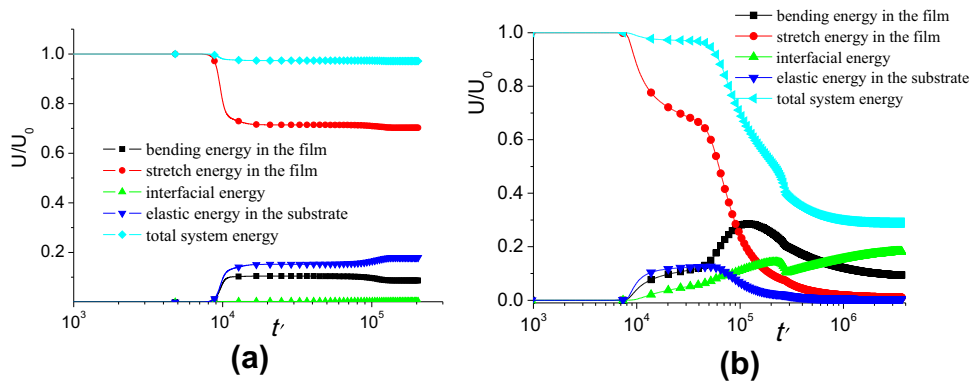 U/U₀
1.0
0.8
0.6
0.4
0.2
bending energy in the film
stretch energy in the film
interfacial energy
elastic energy in the substrate
total system energy
10³
10⁴
10⁵
t′
(a)
U/U₀
1.0
0.8
0.6
0.4
0.2
0.0
bending energy in the film
stretch energy in the film
interfacial energy
elastic energy in the substrate
total system energy
10³
10⁴
10⁵
10⁶
t′
(b)